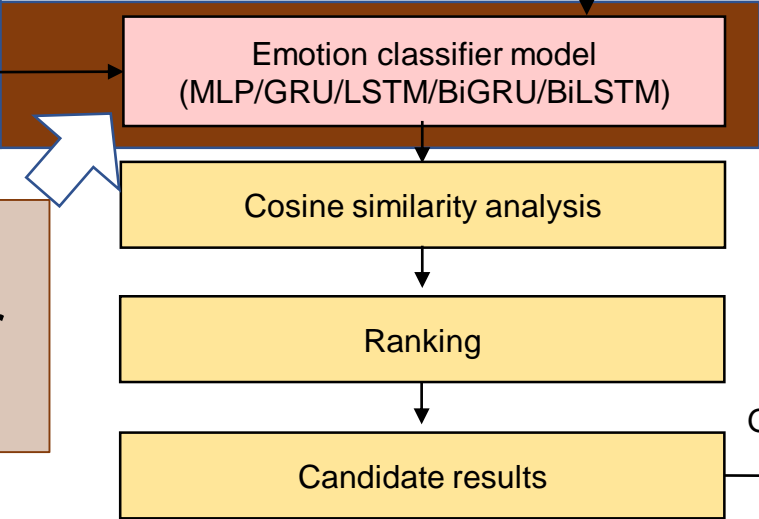 Emotion classifier model
(MLP/GRU/LSTM/BiGRU/BiLSTM)
Cosine similarity analysis
Ranking
Candidate results